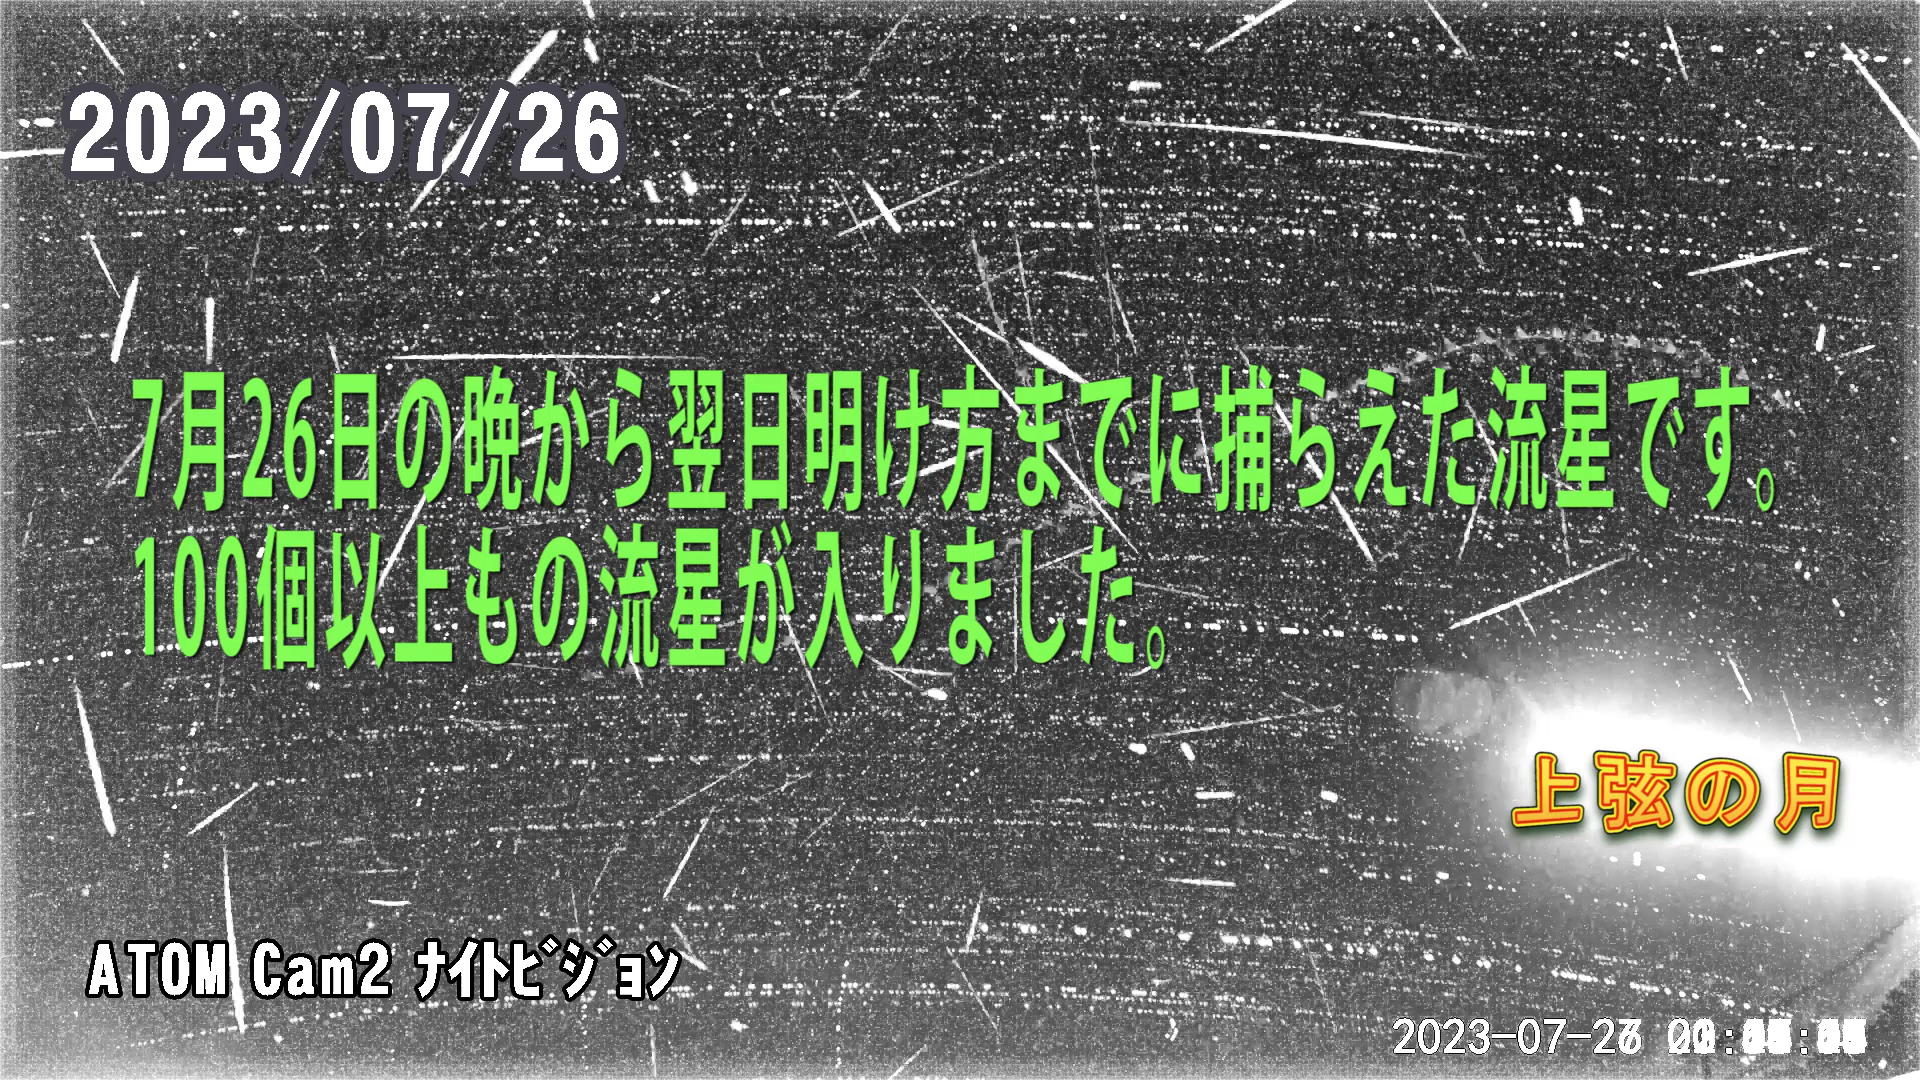 2023/07/26
7月26日の晩から翌日明け方までに捕らえた流星です。
100個以上もの流星が入りました。
上弦の月
ATOM Cam2 ﾅｲﾄﾋﾞｼﾞｮﾝ
2023-07-